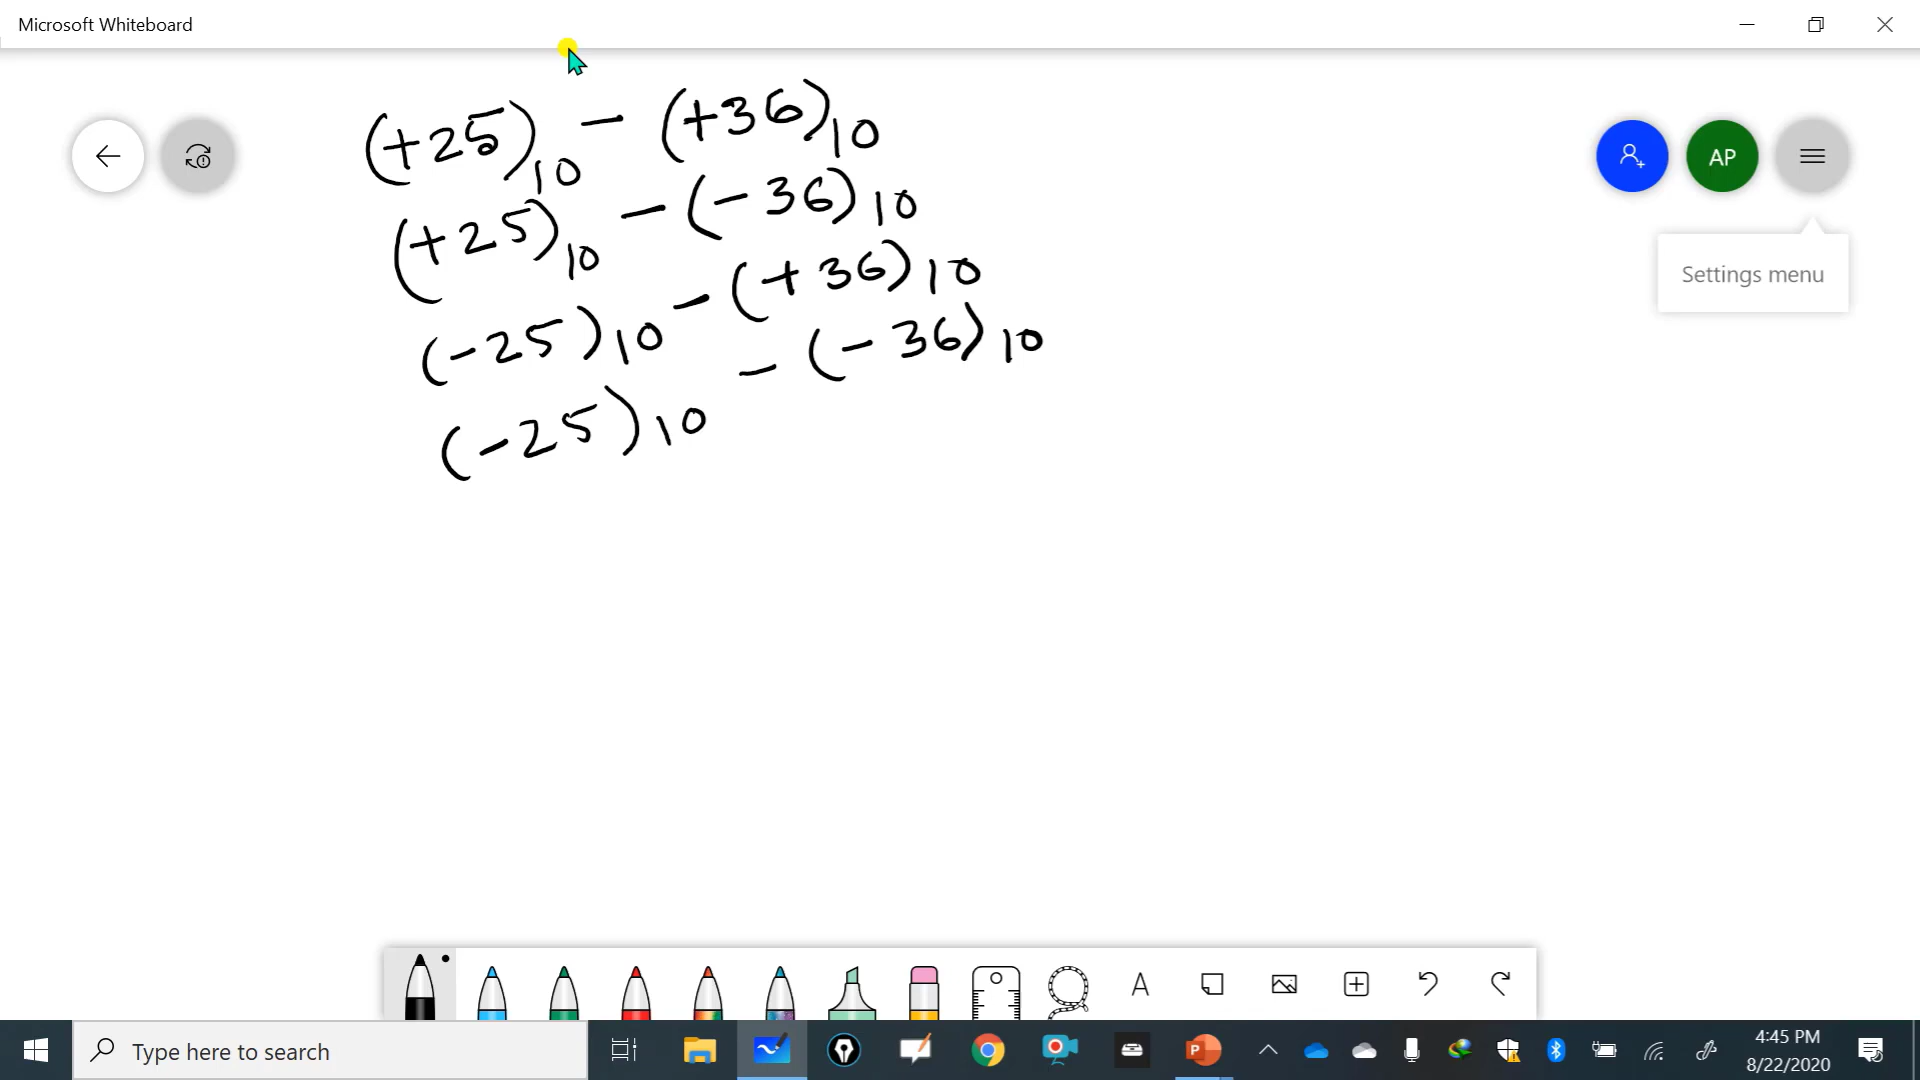 Microsoft Whiteboard
(+25)10 − (+36)10
(+25)10 − (−36)10
(−25)10 − (+36)10
(−25)10 − (−36)10
AP
Settings menu
A
Type here to search
4:45 PM
8/22/2020